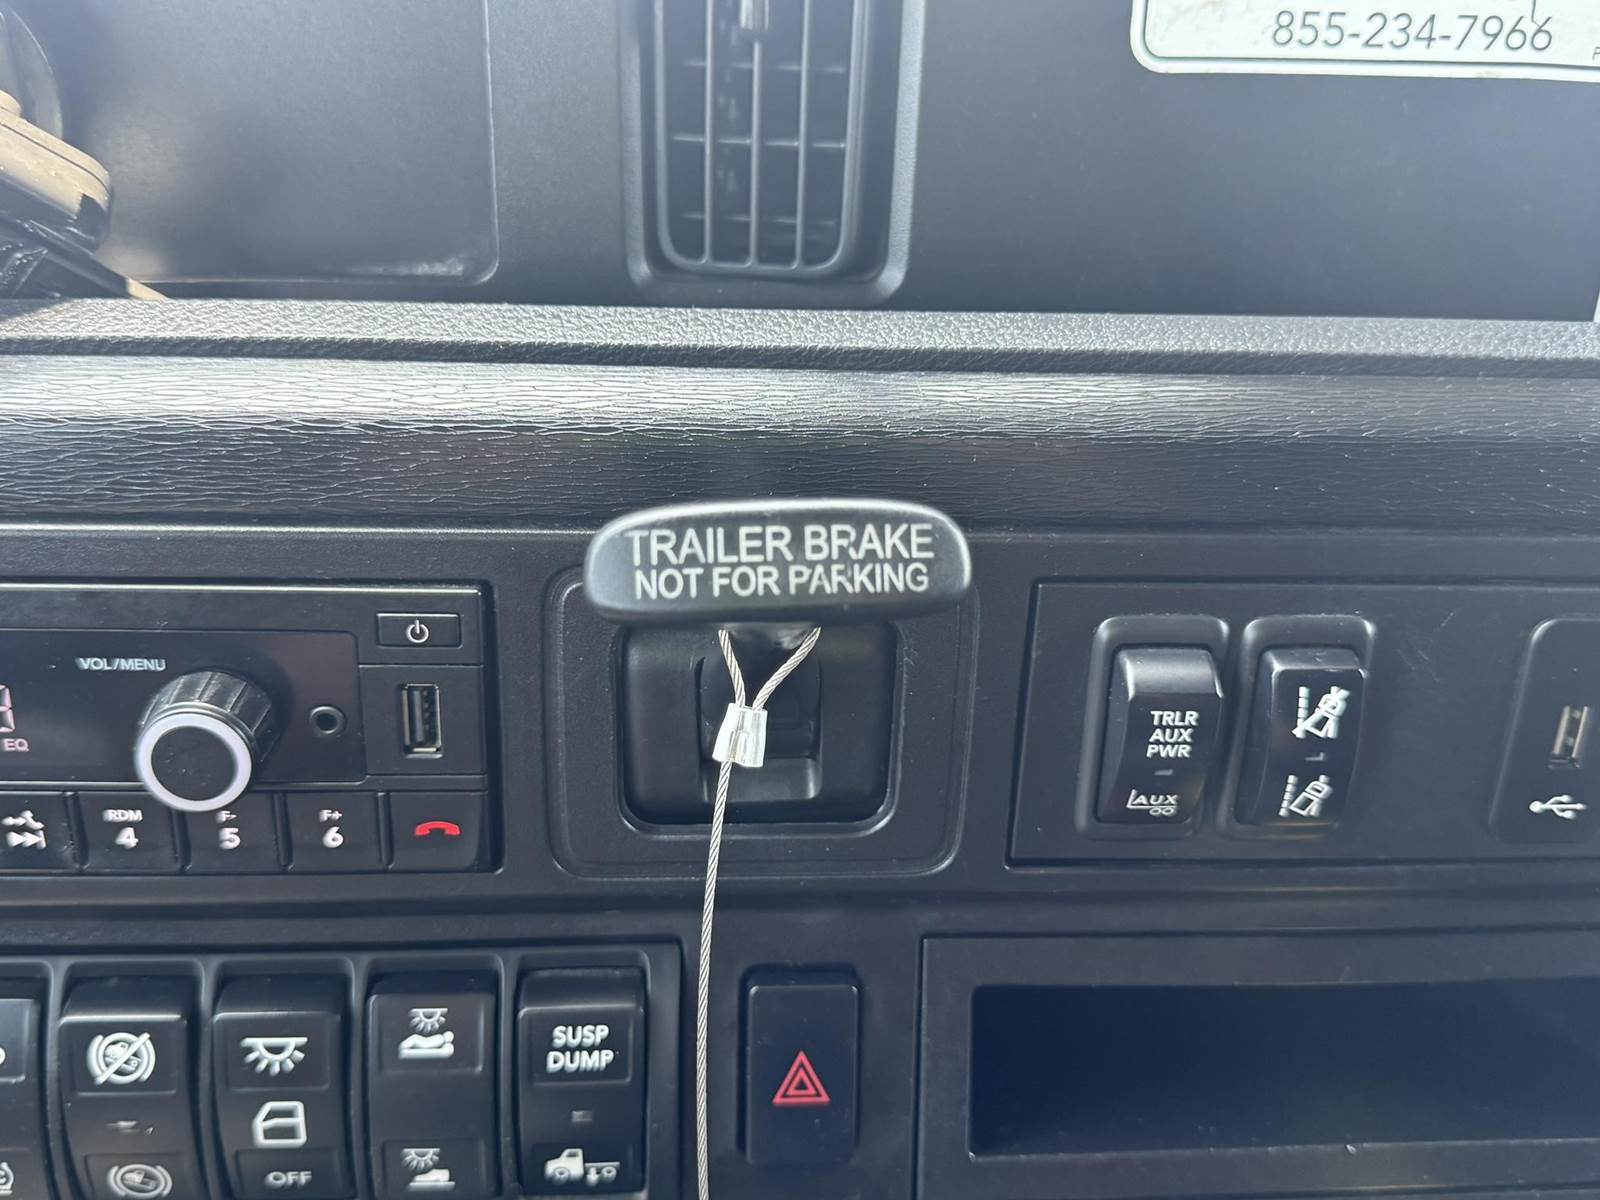 855-234-7966
TRAILER BRAKE
NOT FOR PARKING
VOL/MENU
EQ
RDM
4
F-
5
F+
6
TRLR
AUX
PWR
AUX
SUSP
DUMP
OFF